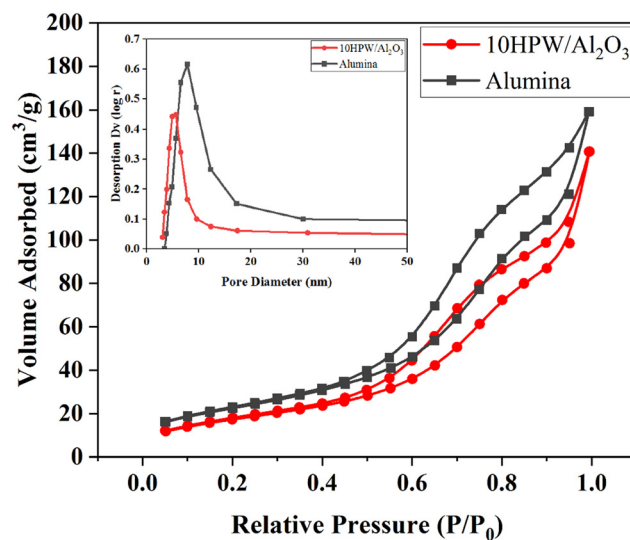 200
180
160
140
120
100
80
60
40
20
0
Volume Adsorbed (cm³/g)
0.0 0.2 0.4 0.6 0.8 1.0
Relative Pressure (P/P₀)
10HPW/Al₂O₃
Alumina
0.7
0.6
0.5
0.4
0.3
0.2
0.1
0.0
Desorption Dv (log r)
0 10 20 30 40 50
Pore Diameter (nm)
10HPW/Al₂O₃
Alumina